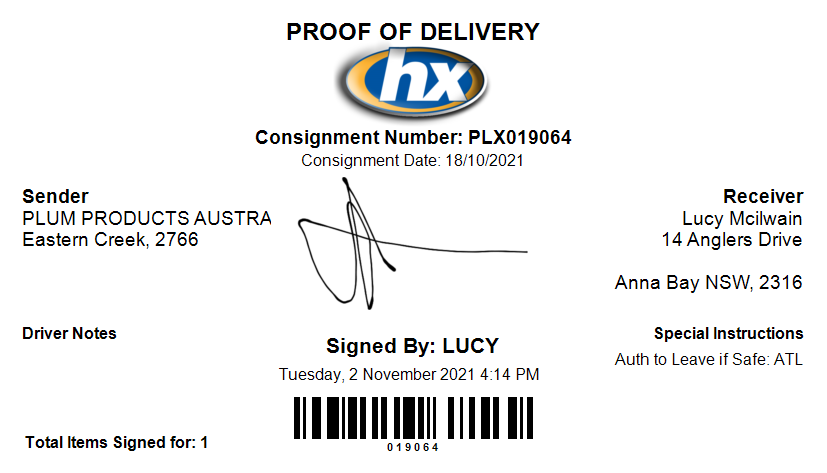 PROOF OF DELIVERY
hx
Consignment Number: PLX019064
Consignment Date: 18/10/2021
Sender
PLUM PRODUCTS AUSTRA
Eastern Creek, 2766
Receiver
Lucy Mcilwain
14 Anglers Drive
Anna Bay NSW, 2316
Driver Notes
Signed By: LUCY
Tuesday, 2 November 2021 4:14 PM
Special Instructions
Auth to Leave if Safe: ATL
Total Items Signed for: 1
019064